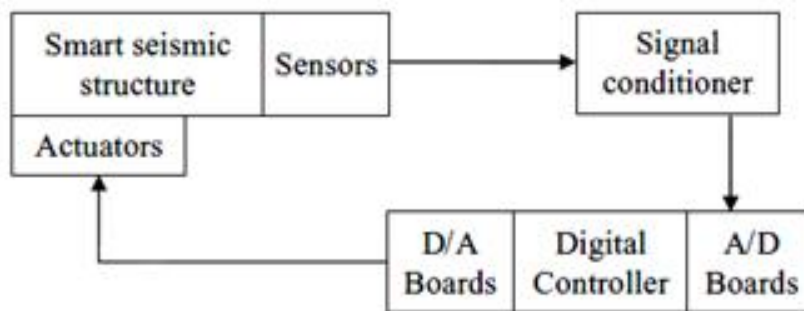 Smart seismic
structure
Sensors
Signal
conditioner
Actuators
D/A
Boards
Digital
Controller
A/D
Boards